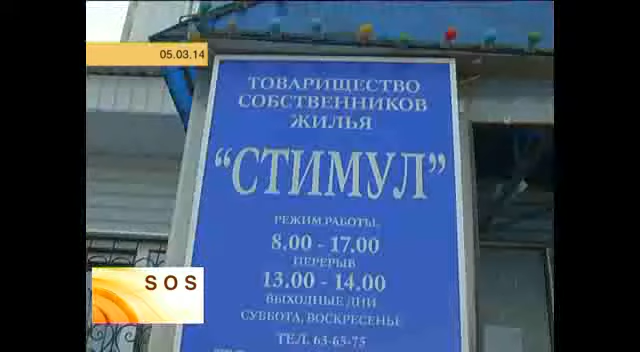 05.03.14
ТОВАРИЩЕСТВО
СОБСТВЕННИКОВ
ЖИЛЬЯ
“СТИМУЛ”
РЕЖИМ РАБОТЫ:
8.00 - 17.00
ПЕРЕРЫВ
13.00 - 14.00
ВЫХОДНЫЕ ДНИ
СУББОТА, ВОСКРЕСЕНЬЕ
ТЕЛ. 63-63-75
SOS